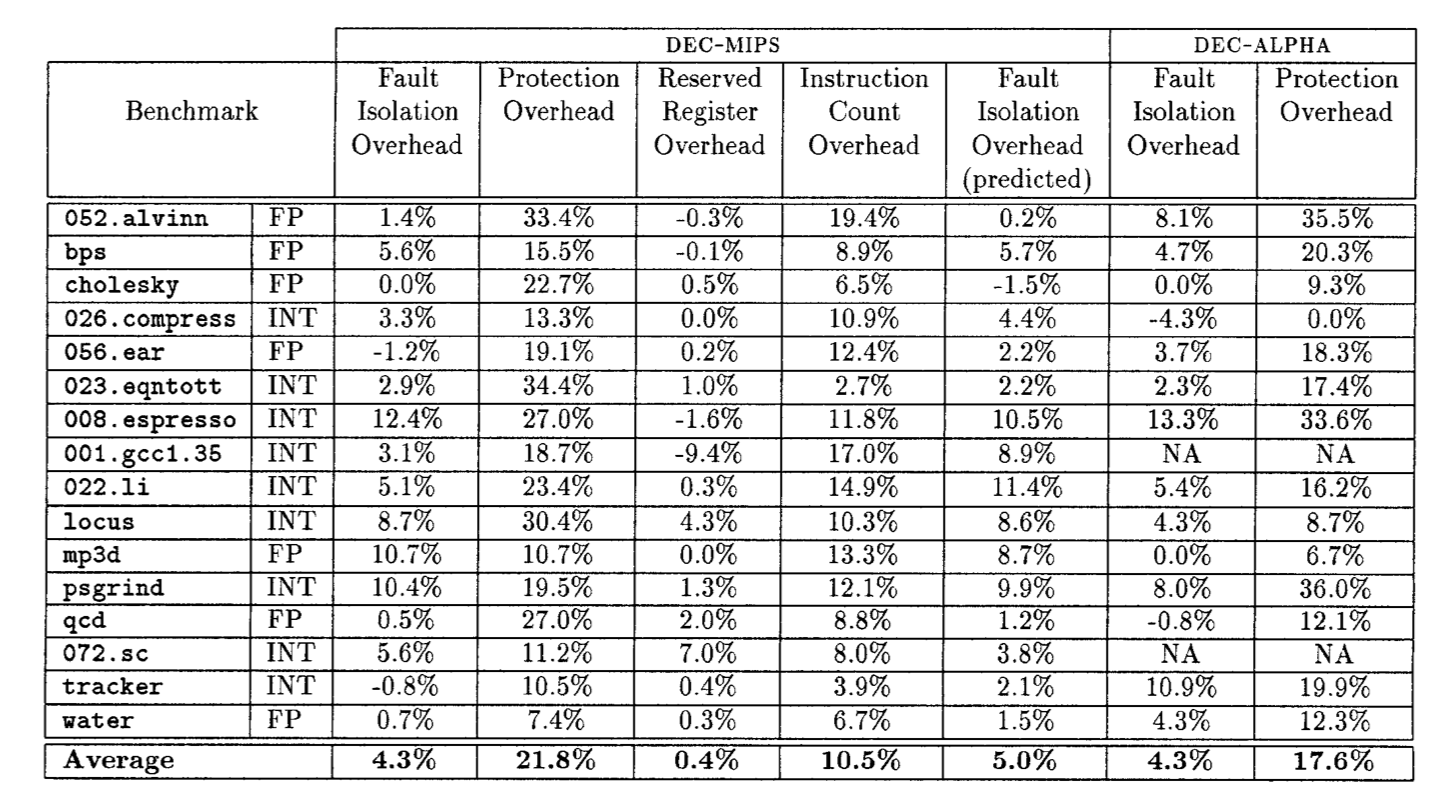 DEC-MIPS DEC-ALPHA
Benchmark Fault Isolation Overhead Protection Overhead Reserved Register Overhead Instruction Count Overhead Fault Isolation Overhead (predicted) Fault Isolation Overhead Protection Overhead
052.alvinn FP 1.4% 33.4% -0.3% 19.4% 0.2% 8.1% 35.5%
bps FP 5.6% 15.5% -0.1% 8.9% 5.7% 4.7% 20.3%
cholesky FP 0.0% 22.7% 0.5% 6.5% -1.5% 0.0% 9.3%
026.compress INT 3.3% 13.3% 0.0% 10.9% 4.4% -4.3% 0.0%
056.ear FP -1.2% 19.1% 0.2% 12.4% 2.2% 3.7% 18.3%
023.eqntott INT 2.9% 34.4% 1.0% 2.7% 2.2% 2.3% 17.4%
008.espresso INT 12.4% 27.0% -1.6% 11.8% 10.5% 13.3% 33.6%
001.gcc1.35 INT 3.1% 18.7% -9.4% 17.0% 8.9% NA NA
022.li INT 5.1% 23.4% 0.3% 14.9% 11.4% 5.4% 16.2%
locus INT 8.7% 30.4% 4.3% 10.3% 8.6% 4.3% 8.7%
mp3d FP 10.7% 10.7% 0.0% 13.3% 8.7% 0.0% 6.7%
psgrind INT 10.4% 19.5% 1.3% 12.1% 9.9% 8.0% 36.0%
qcd FP 0.5% 27.0% 2.0% 8.8% 1.2% -0.8% 12.1%
072.sc INT 5.6% 11.2% 7.0% 8.0% 3.8% NA NA
tracker INT -0.8% 10.5% 0.4% 3.9% 2.1% 10.9% 19.9%
water FP 0.7% 7.4% 0.3% 6.7% 1.5% 4.3% 12.3%
Average 4.3% 21.8% 0.4% 10.5% 5.0% 4.3% 17.6%